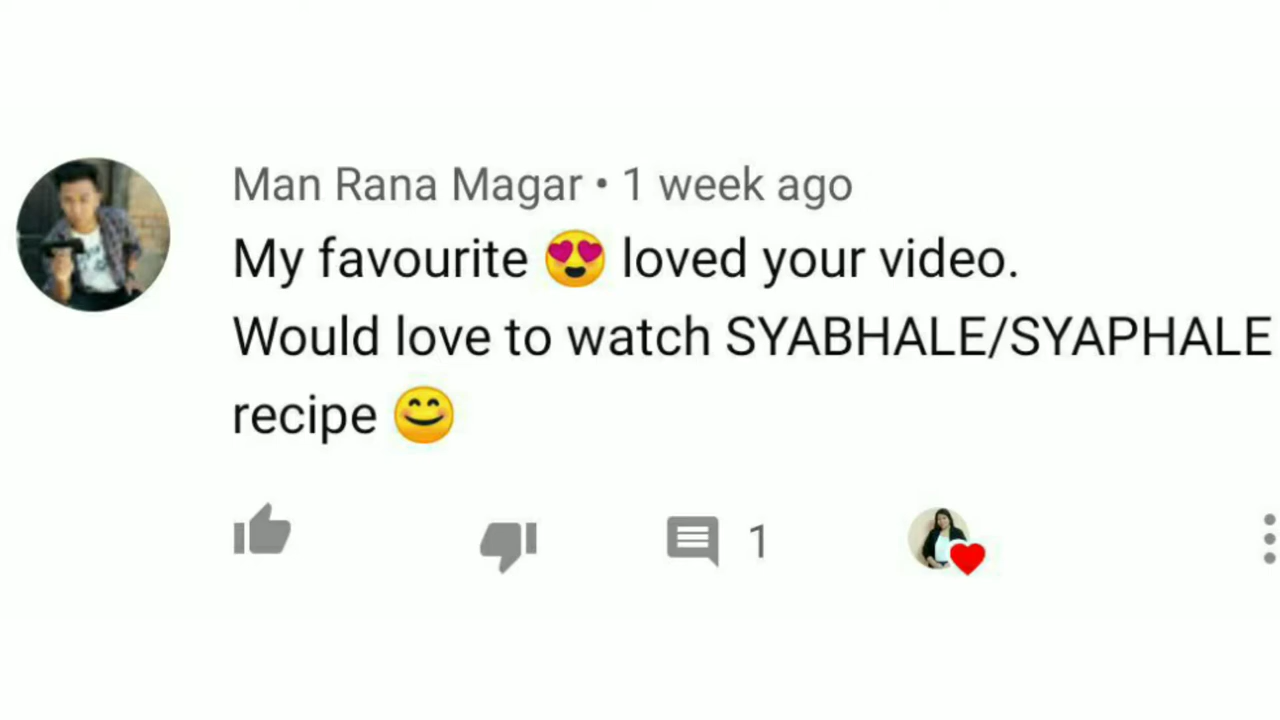 Man Rana Magar • 1 week ago
My favourite 😍 loved your video.
Would love to watch SYABHALE/SYAPHALE
recipe 😊
1